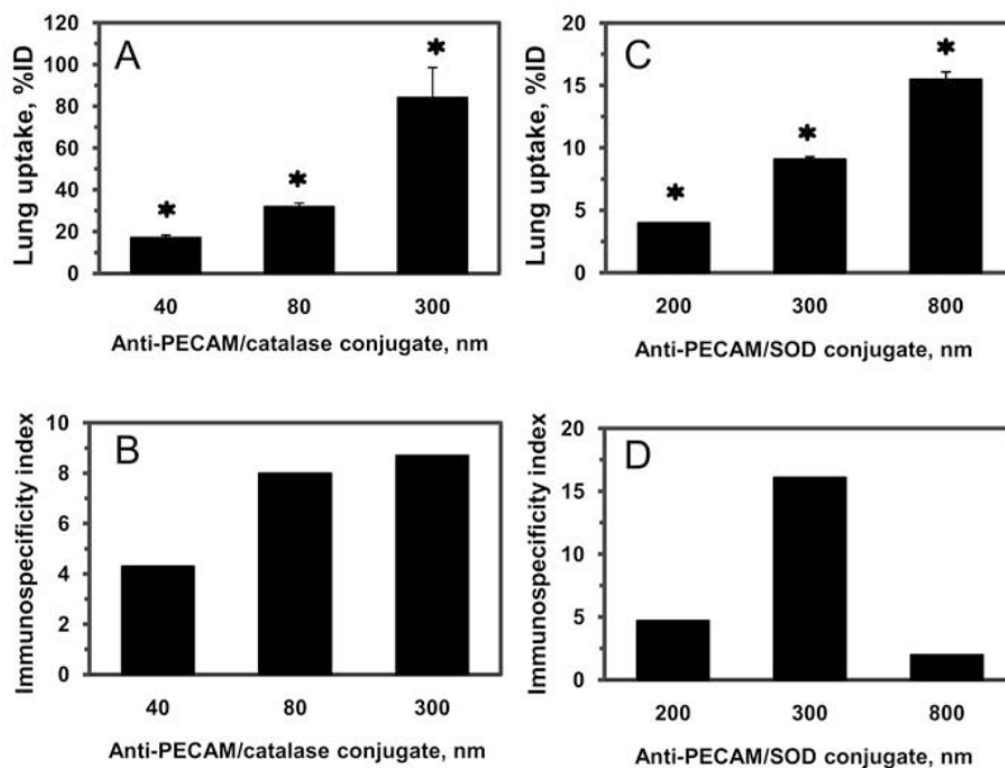 A
Lung uptake, %ID
120
100
80
60
40
20
0
*
*
*
40 80 300
Anti-PECAM/catalase conjugate, nm
C
Lung uptake, %ID
20
15
10
5
0
*
*
*
200 300 800
Anti-PECAM/SOD conjugate, nm
B
Immunospecificity index
10
8
6
4
2
0
40 80 300
Anti-PECAM/catalase conjugate, nm
D
Immunospecificity index
20
15
10
5
0
200 300 800
Anti-PECAM/SOD conjugate, nm